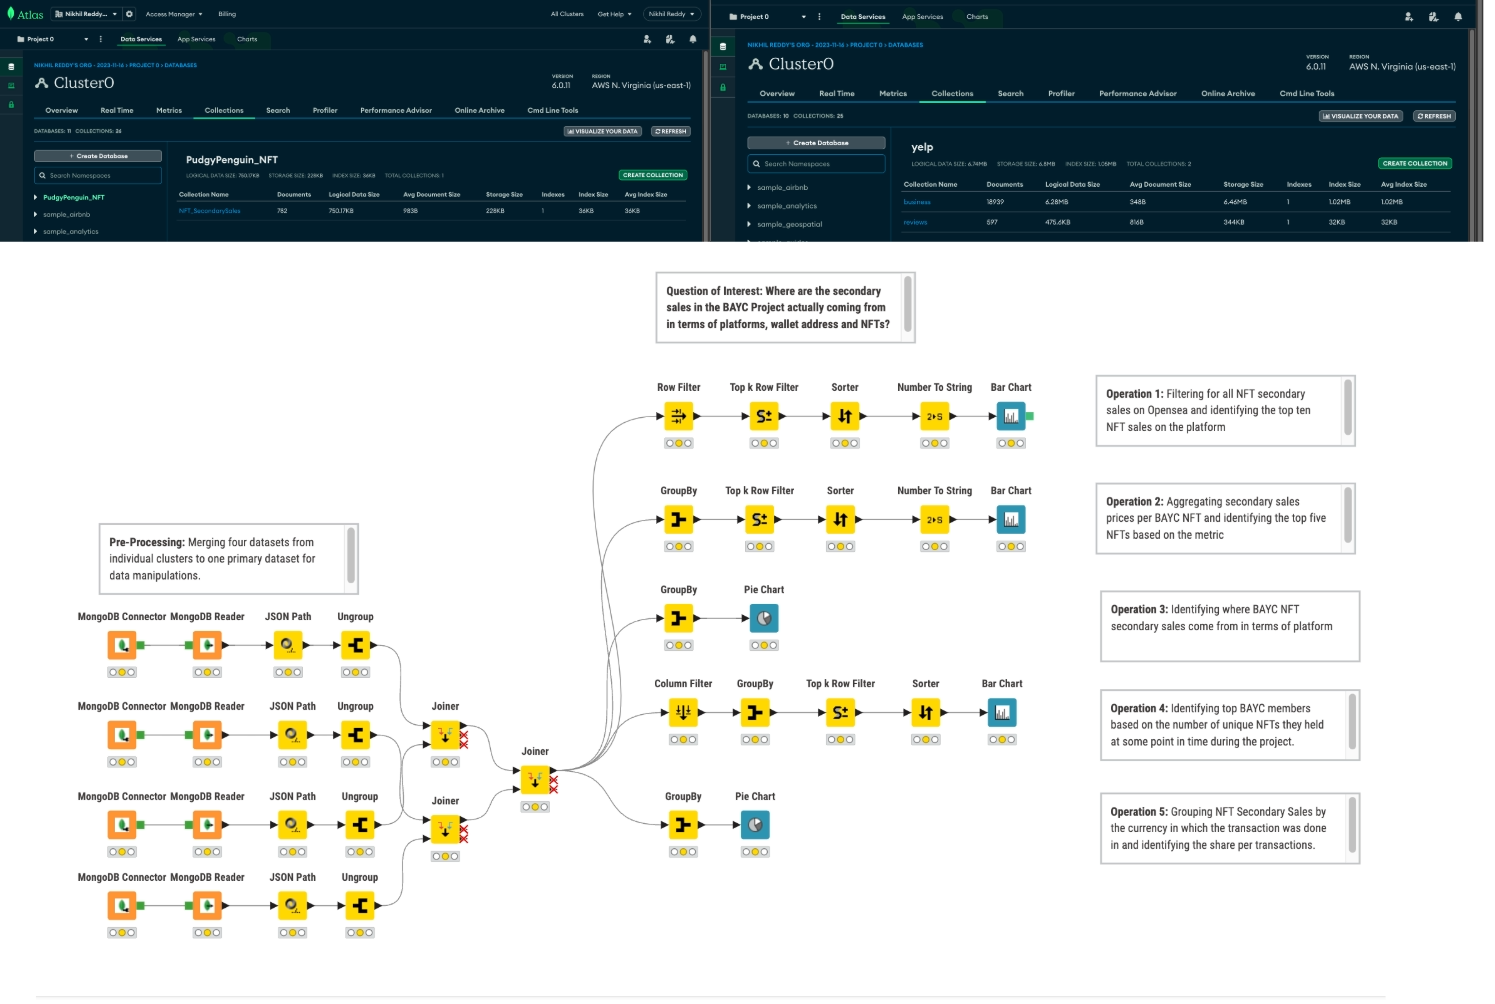 Atlas
Nikhil Reddy...
Access Manager
Billing
All Clusters
Get Help
Nikhil Reddy
Project 0
Data Services
App Services
Charts
NIKHIL REDDY'S ORG - 2023-11-16 > PROJECT 0 > DATABASES
Cluster0
VERSION
6.0.11
REGION
AWS N. Virginia (us-east-1)
Overview
Real Time
Metrics
Collections
Search
Profiler
Performance Advisor
Online Archive
Cmd Line Tools
DATABASES: 11 COLLECTIONS: 26
VISUALIZE YOUR DATA
REFRESH
+ Create Database
Search Namespaces
PudgyPenguin_NFT
sample_airbnb
sample_analytics
PudgyPenguin_NFT
LOGICAL DATA SIZE: 750.17KB STORAGE SIZE: 228KB INDEX SIZE: 36KB TOTAL COLLECTIONS: 1
CREATE COLLECTION
Collection Name Documents Logical Data Size Avg Document Size Storage Size Indexes Index Size Avg Index Size
NFT_SecondarySales 782 750.17KB 983B 228KB 1 36KB 36KB
Project 0
Data Services
App Services
Charts
NIKHIL REDDY'S ORG - 2023-11-16 > PROJECT 0 > DATABASES
Cluster0
VERSION
6.0.11
REGION
AWS N. Virginia (us-east-1)
Overview
Real Time
Metrics
Collections
Search
Profiler
Performance Advisor
Online Archive
Cmd Line Tools
DATABASES: 10 COLLECTIONS: 25
VISUALIZE YOUR DATA
REFRESH
+ Create Database
Search Namespaces
sample_airbnb
sample_analytics
sample_geospatial
yelp
LOGICAL DATA SIZE: 6.74MB STORAGE SIZE: 6.8MB INDEX SIZE: 1.05MB TOTAL COLLECTIONS: 2
CREATE COLLECTION
Collection Name Documents Logical Data Size Avg Document Size Storage Size Indexes Index Size Avg Index Size
business 18939 6.28MB 348B 6.46MB 1 1.02MB 1.02MB
reviews 597 475.6KB 816B 344KB 1 32KB 32KB
Question of Interest: Where are the secondary
sales in the BAYC Project actually coming from
in terms of platforms, wallet address and NFTs?
Row Filter
Top k Row Filter
Sorter
Number To String
Bar Chart
Operation 1: Filtering for all NFT secondary
sales on Opensea and identifying the top ten
NFT sales on the platform
GroupBy
Top k Row Filter
Sorter
Number To String
Bar Chart
Operation 2: Aggregating secondary sales
prices per BAYC NFT and identifying the top five
NFTs based on the metric
Pre-Processing: Merging four datasets from
individual clusters to one primary dataset for
data manipulations.
GroupBy
Pie Chart
Operation 3: Identifying where BAYC NFT
secondary sales come from in terms of platform
MongoDB Connector
MongoDB Reader
JSON Path
Ungroup
Column Filter
GroupBy
Top k Row Filter
Sorter
Bar Chart
Operation 4: Identifying top BAYC members
based on the number of unique NFTs they held
at some point in time during the project.
MongoDB Connector
MongoDB Reader
JSON Path
Ungroup
Joiner
Joiner
MongoDB Connector
MongoDB Reader
JSON Path
Ungroup
Joiner
GroupBy
Pie Chart
Operation 5: Grouping NFT Secondary Sales by
the currency in which the transaction was done
in and identifying the share per transactions.
MongoDB Connector
MongoDB Reader
JSON Path
Ungroup